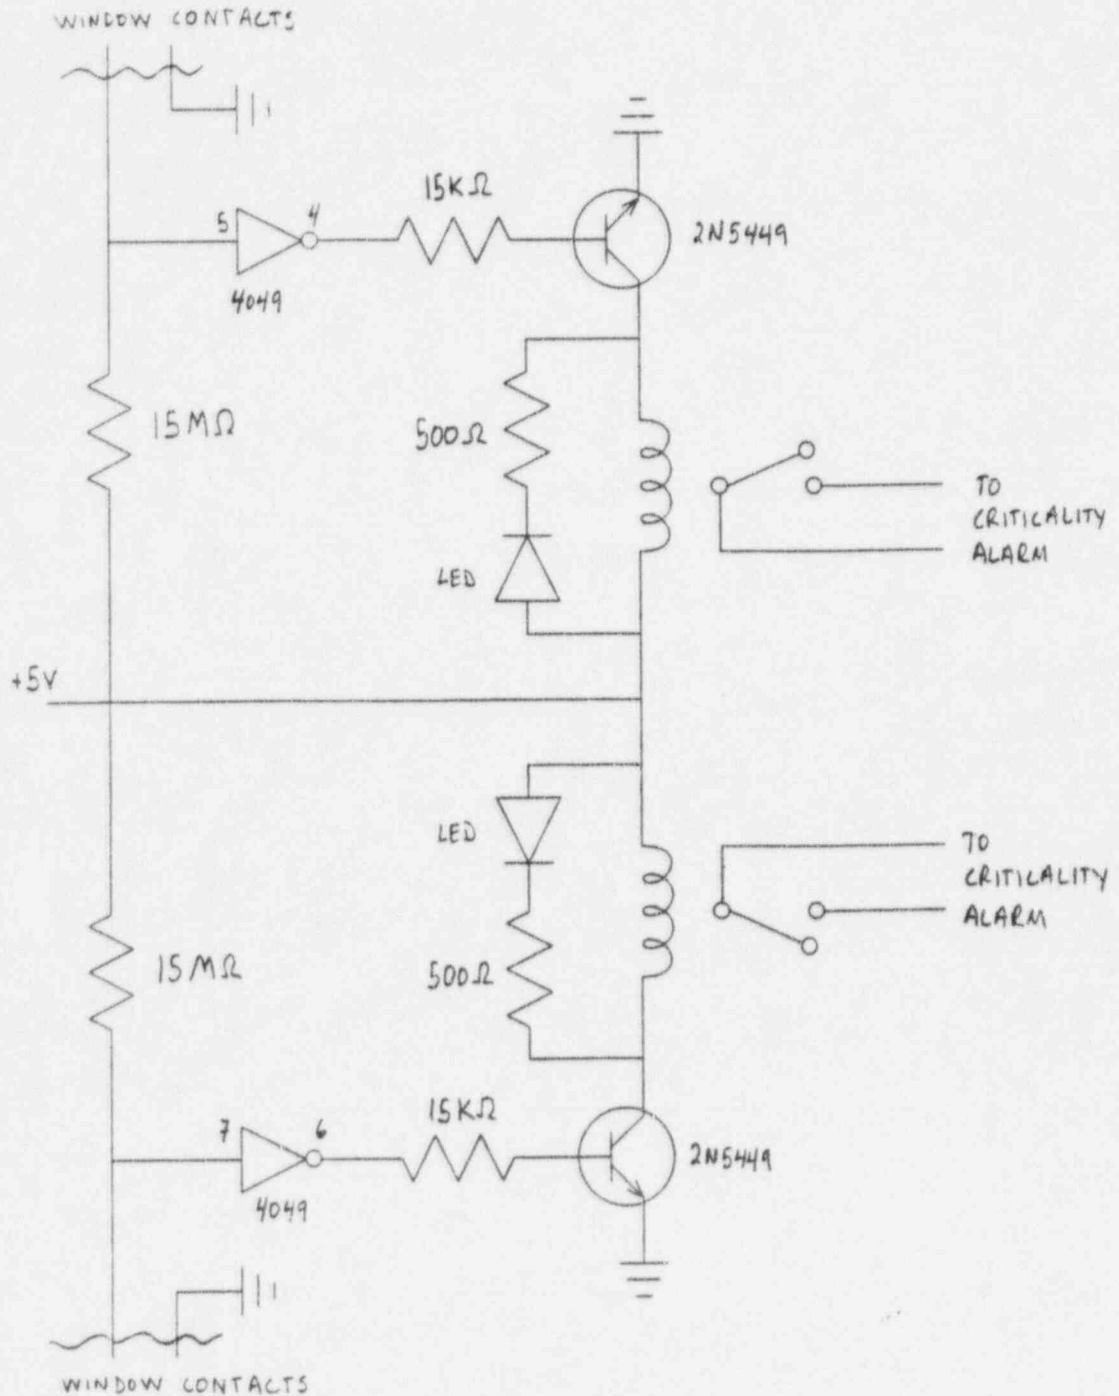 WINDOW CONTACTS
15KΩ
5
4
2N5449
4049
15MΩ
500Ω
TO
CRITICALITY
ALARM
LED
+5V
LED
TO
CRITICALITY
ALARM
15MΩ
500Ω
15KΩ
7
6
2N5449
4049
WINDOW CONTACTS